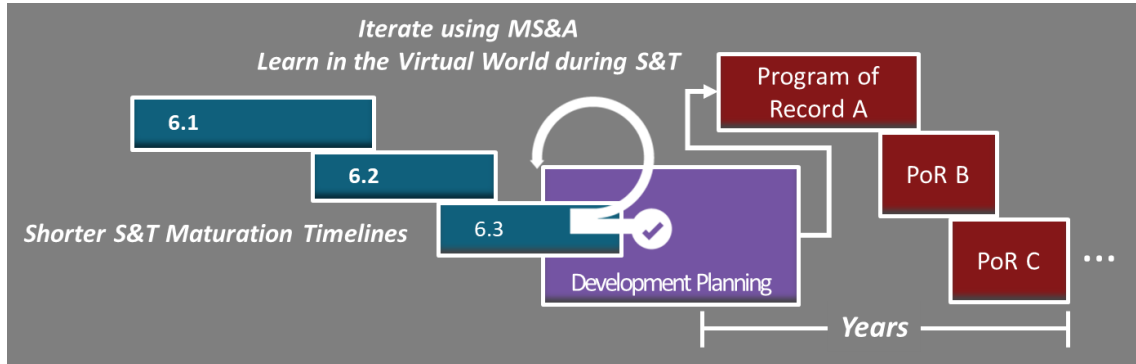 Iterate using MS&A
Learn in the Virtual World during S&T
6.1
6.2
6.3
Shorter S&T Maturation Timelines
Development Planning
Program of
Record A
PoR B
PoR C
...
Years